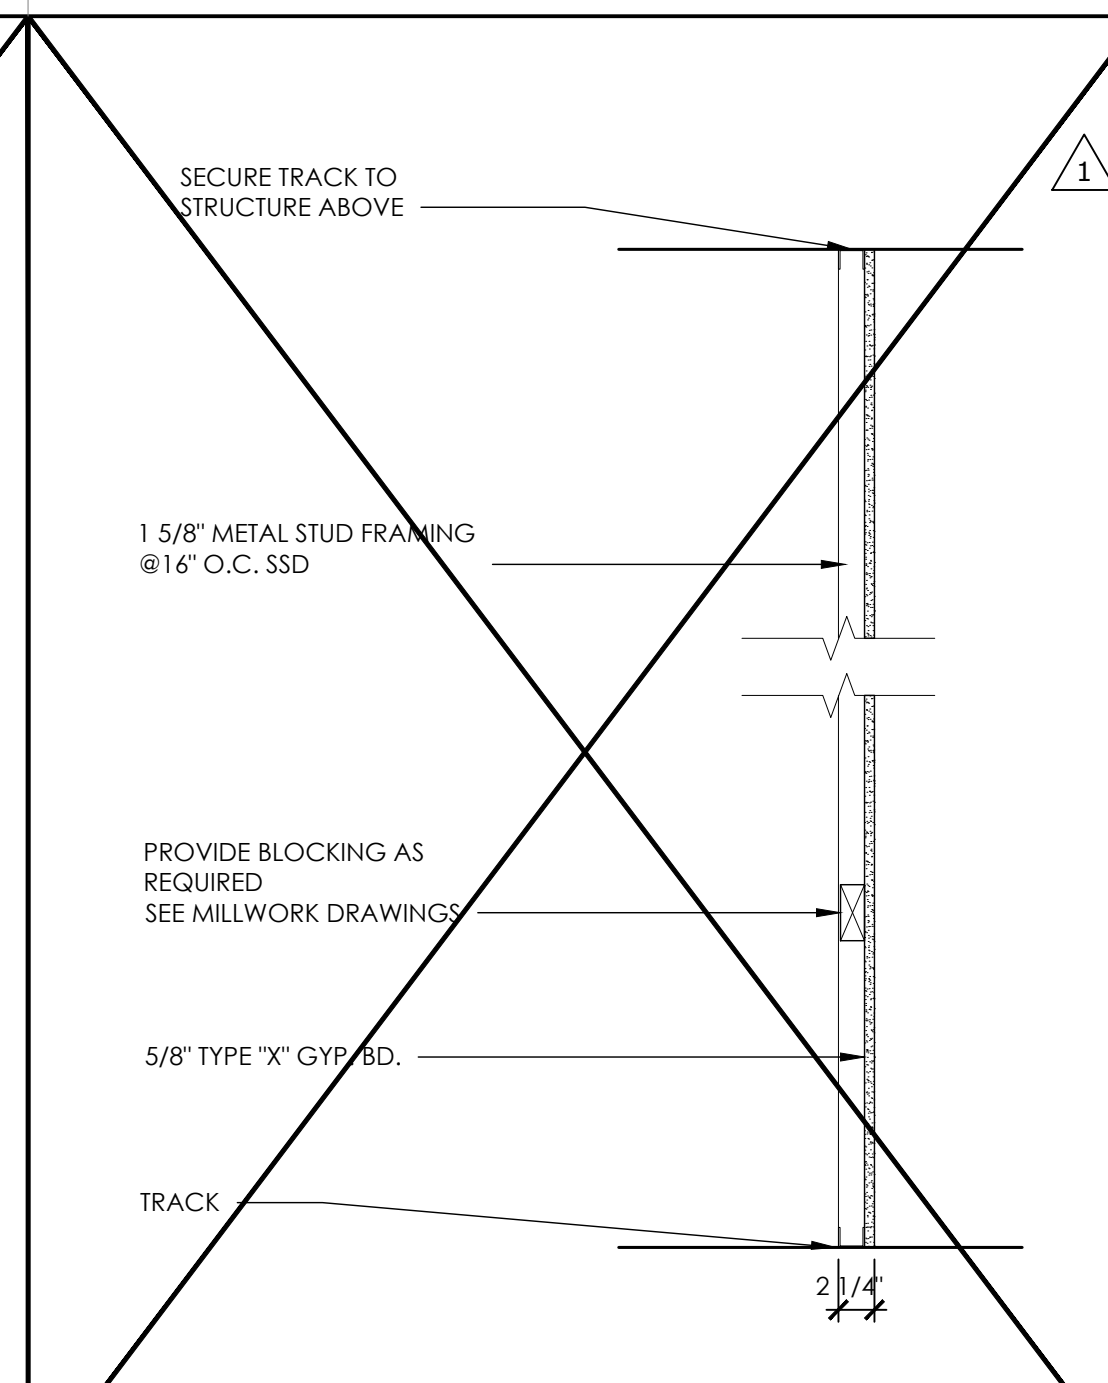 SECURE TRACK TO
STRUCTURE ABOVE
1
1 5/8" METAL STUD FRAMING
@16" O.C. SSD
PROVIDE BLOCKING AS
REQUIRED
SEE MILLWORK DRAWINGS
5/8" TYPE "X" GYP. BD.
TRACK
2 1/4"